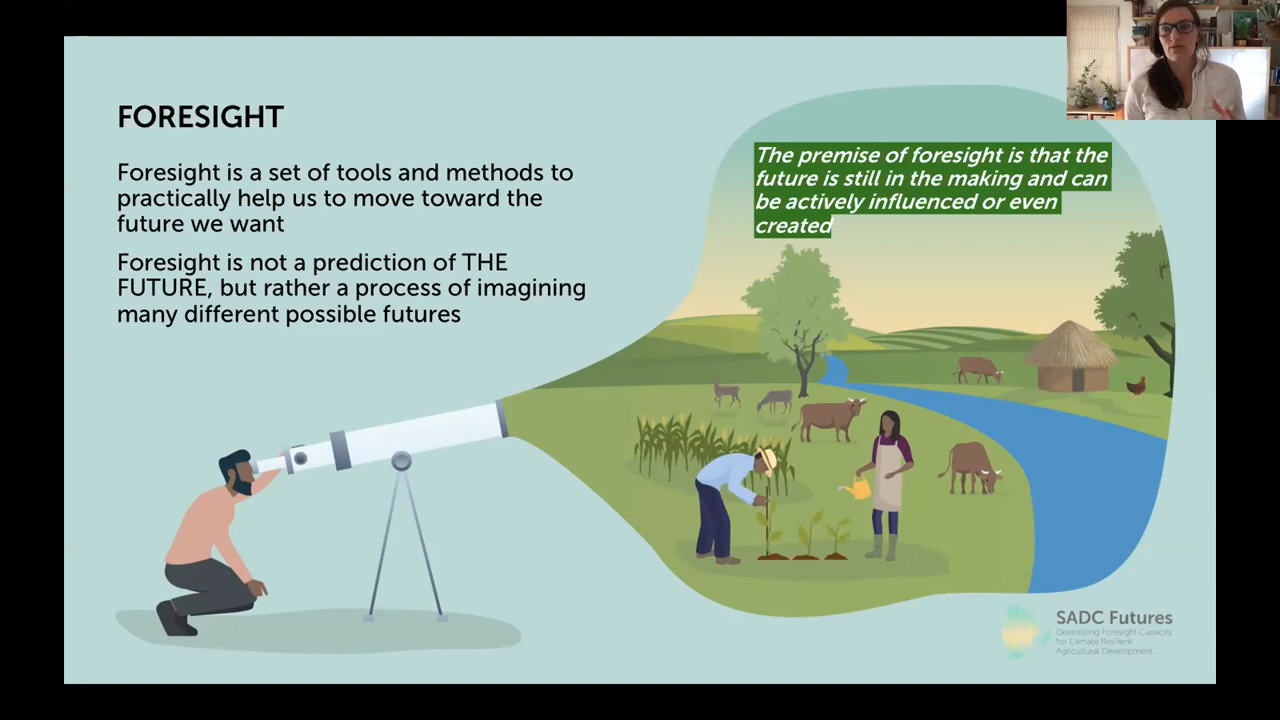 FORESIGHT
Foresight is a set of tools and methods to
practically help us to move toward the
future we want
Foresight is not a prediction of THE
FUTURE, but rather a process of imagining
many different possible futures
The premise of foresight is that the
future is still in the making and can
be actively influenced or even
created
SADC Futures
Developing Foresight Capacity
for Climate Resilient
Agricultural Development